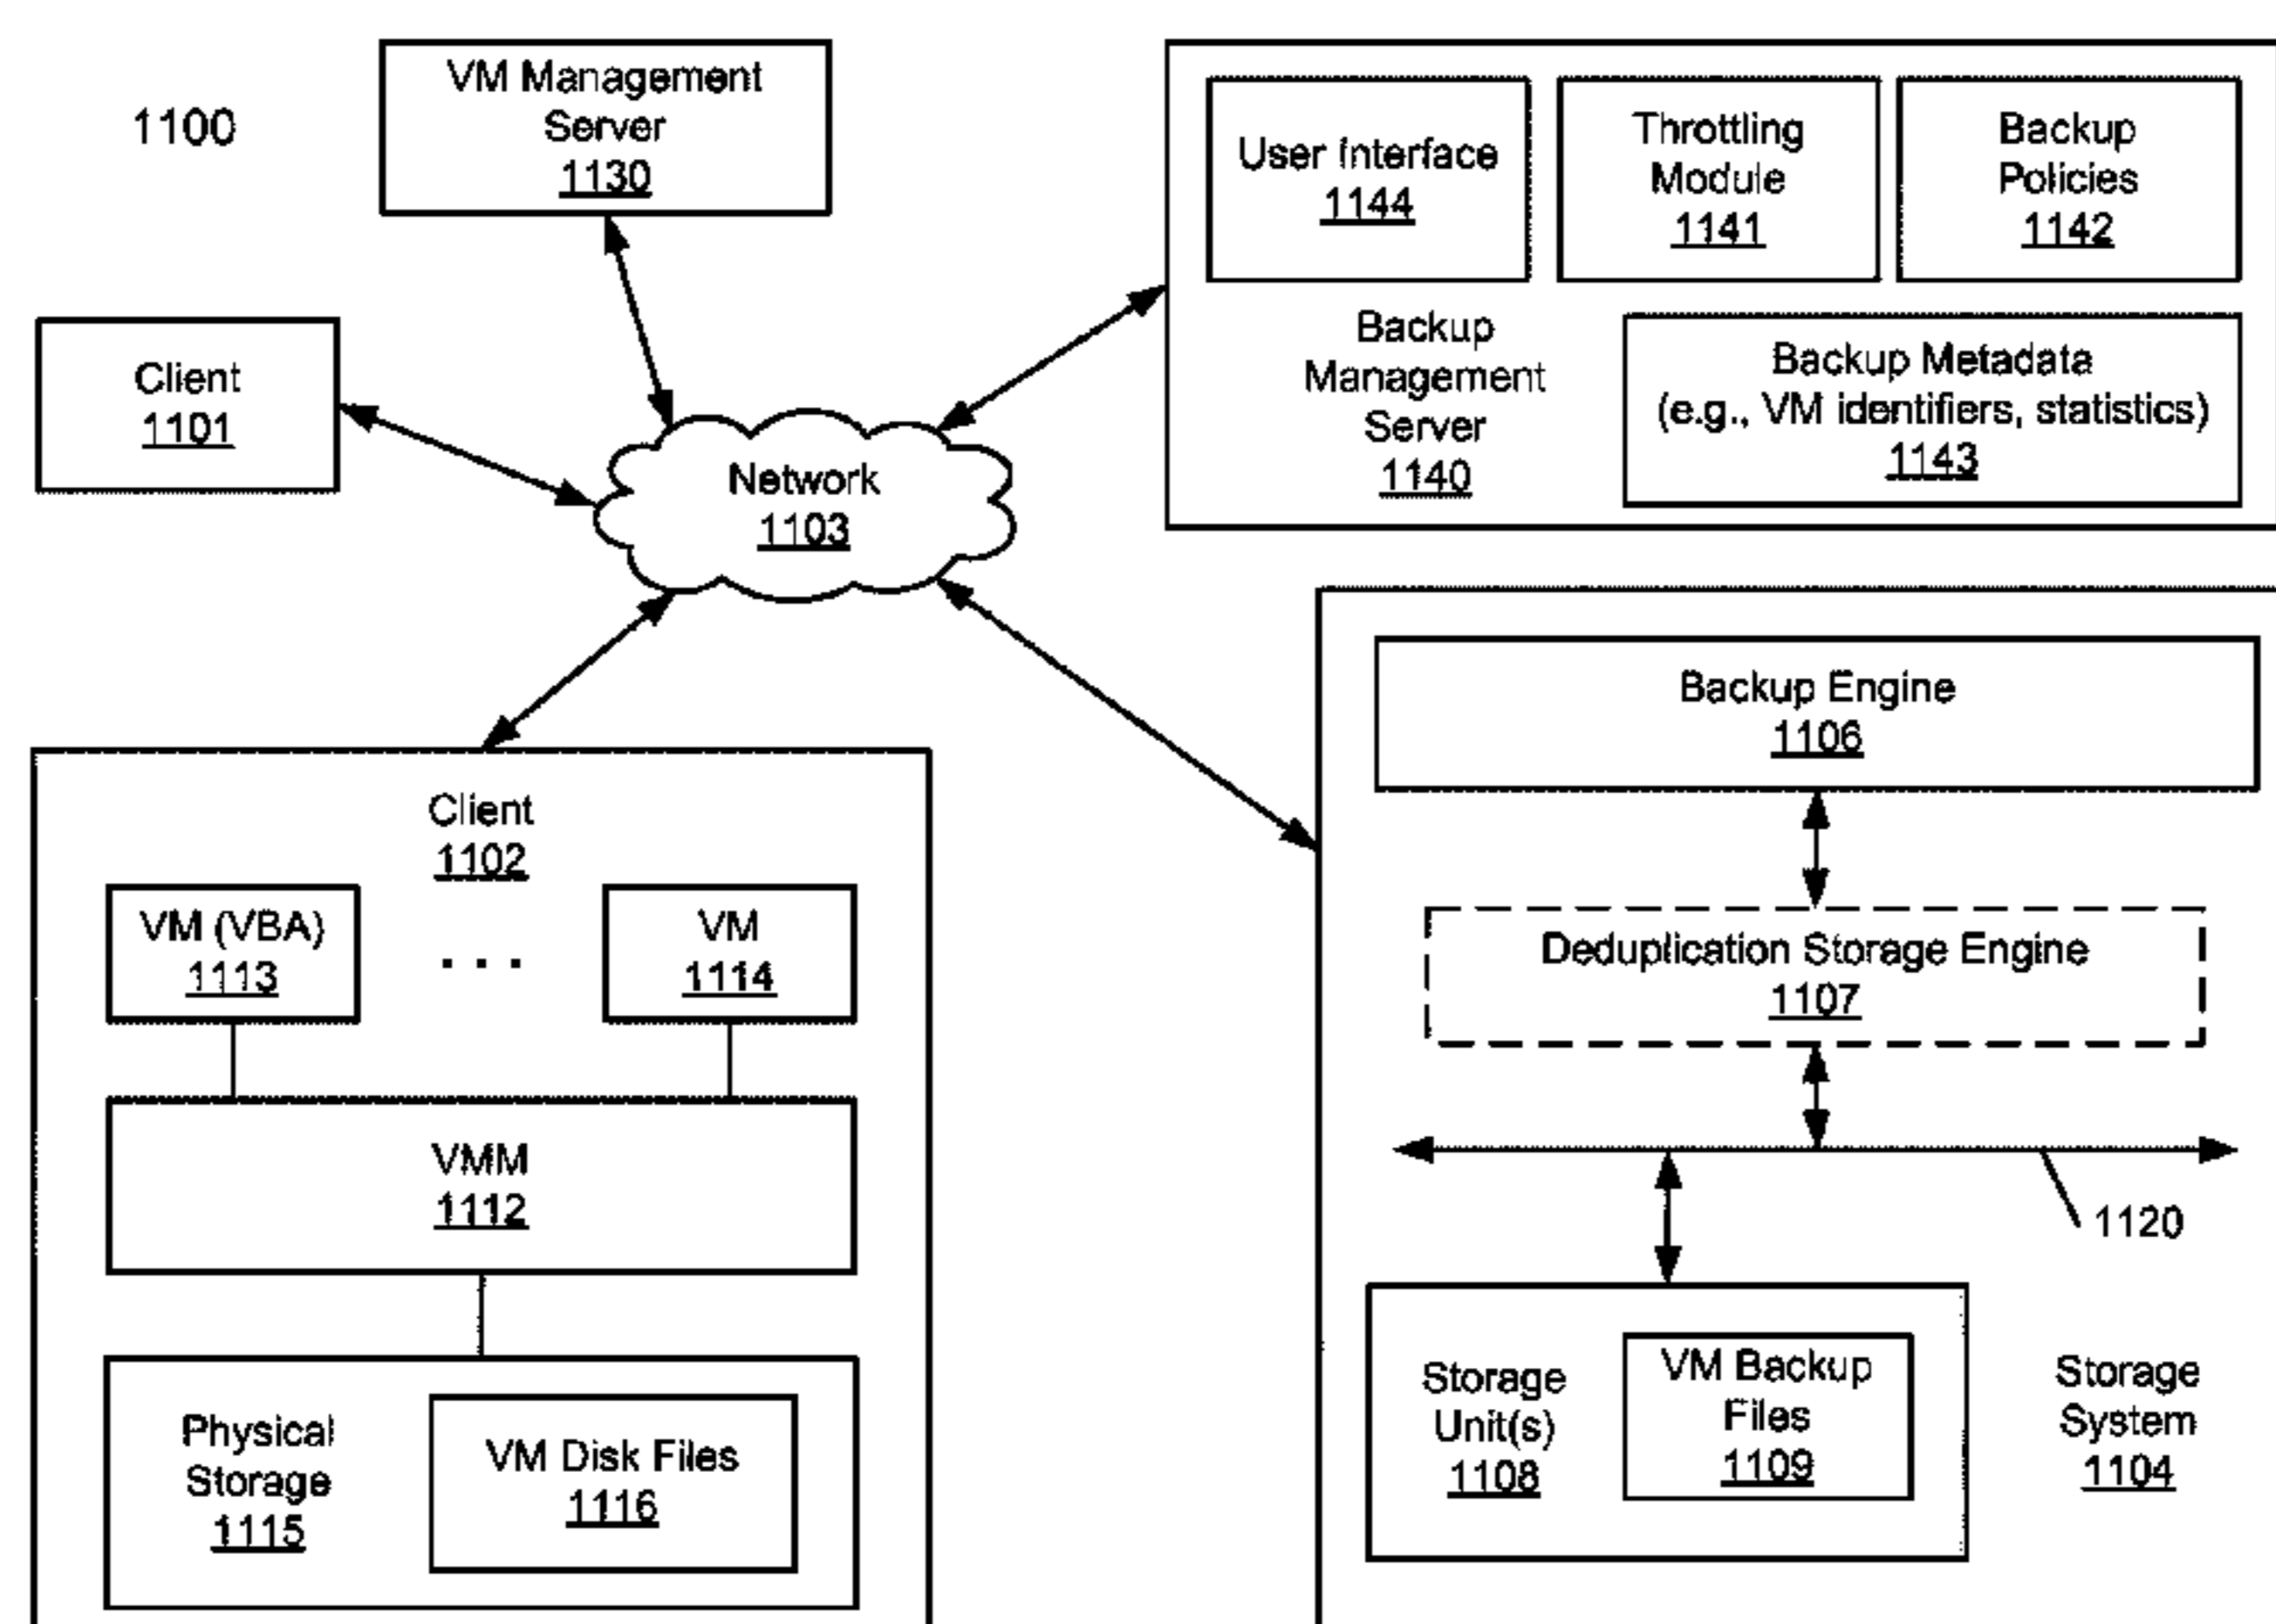 1100
VM Management
Server
1130
User Interface
1144
Throttling
Module
1141
Backup
Policies
1142
Client
1101
Backup
Management
Server
1140
Backup Metadata
(e.g., VM identifiers, statistics)
1143
Network
1103
Client
1102
VM (VBA)
1113
. . .
VM
1114
VMM
1112
Physical
Storage
1115
VM Disk Files
1116
Backup Engine
1106
Deduplication Storage Engine
1107
1120
Storage
Unit(s)
1108
VM Backup
Files
1109
Storage
System
1104